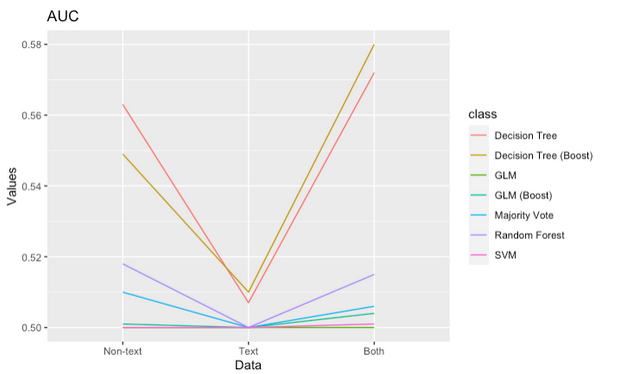 AUC
0.58
0.56
0.54
0.52
0.50
Values
Non-text
Text
Both
Data
class
Decision Tree
Decision Tree (Boost)
GLM
GLM (Boost)
Majority Vote
Random Forest
SVM